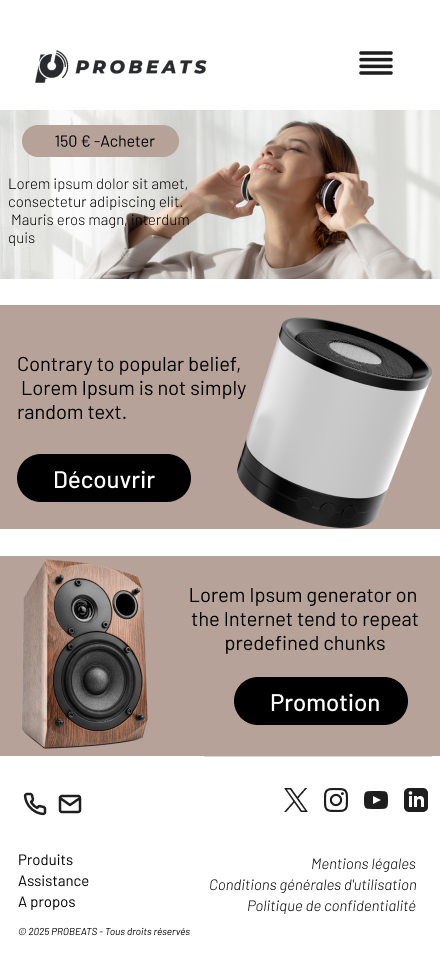 PROBEATS
150 € -Acheter
Lorem ipsum dolor sit amet,
consectetur adipiscing elit.
Mauris eros magn, interdum
quis
Contrary to popular belief,
Lorem Ipsum is not simply
random text.
Découvrir
Lorem Ipsum generator on
the Internet tend to repeat
predefined chunks
Promotion
Produits
Assistance
A propos
Mentions légales
Conditions générales d'utilisation
Politique de confidentialité
© 2025 PROBEATS - Tous droits réservés